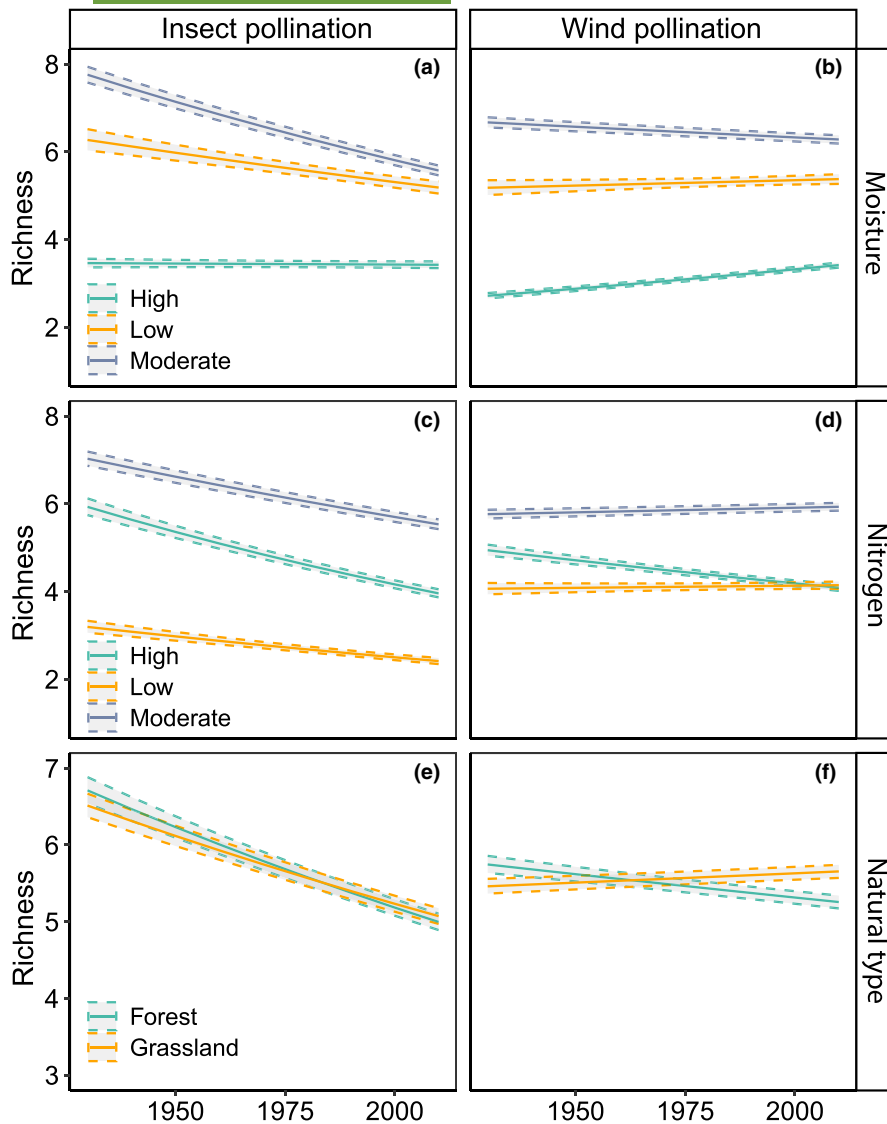 Insect pollination
Wind pollination
8
6
4
2
Richness
(a)
High
Low
Moderate
(b)
Moisture
8
6
4
2
Richness
(c)
High
Low
Moderate
(d)
Nitrogen
7
6
5
4
3
Richness
(e)
Forest
Grassland
(f)
Natural type
1950 1975 2000
1950 1975 2000